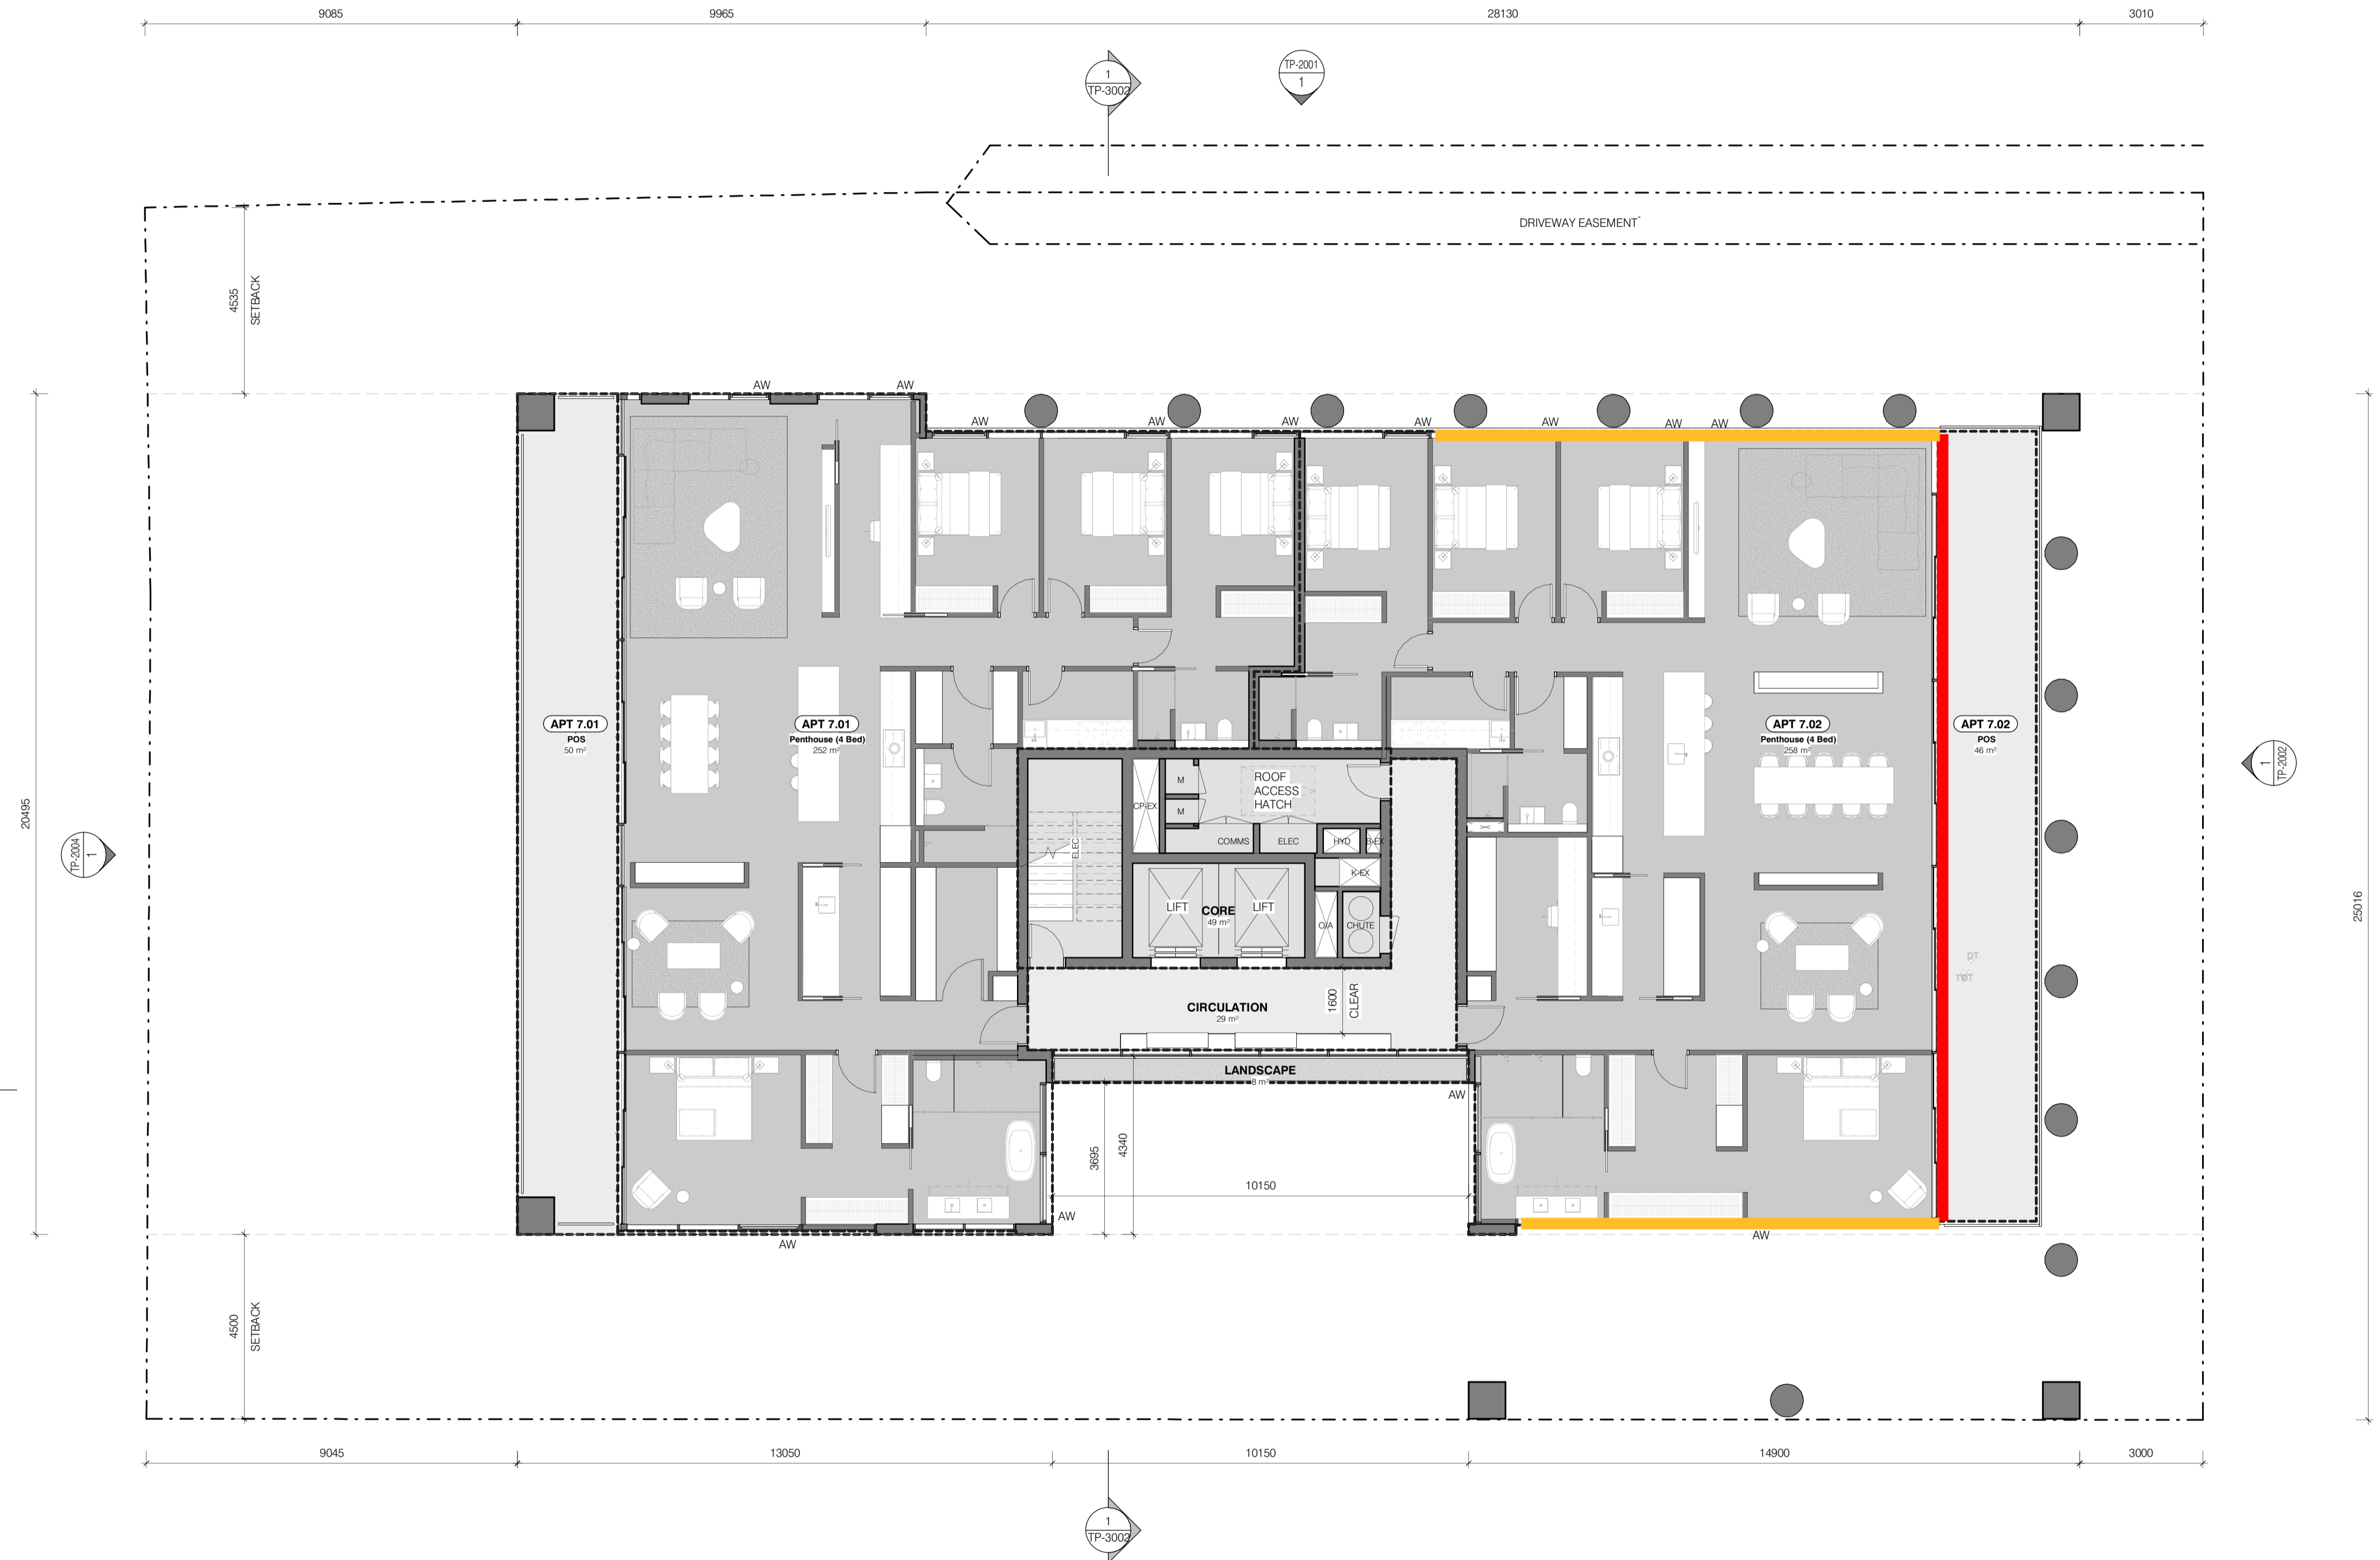 9085
9965
28130
3010
1
TP-3002
TP-2001
1
DRIVEWAY EASEMENT
4535
SETBACK
AW
AW
AW
AW
AW
AW
AW
AW
AW
20495
25016
APT 7.01
POS
50 m²
APT 7.01
Penthouse (4 Bed)
252 m²
APT 7.02
Penthouse (4 Bed)
258 m²
APT 7.02
POS
46 m²
1
TP-2002
TP-2004
1
CP-EX
M
M
ROOF
ACCESS
HATCH
ELEC
COMMS
ELEC
HYD
B-EX
K-EX
LIFT
CORE
49 m²
LIFT
O/A
CHUTE
DT
CIRCULATION
29 m²
1600
CLEAR
LANDSCAPE
8 m²
AW
3695
4340
10150
AW
AW
AW
4500
SETBACK
9045
13050
10150
14900
3000
1
TP-3002